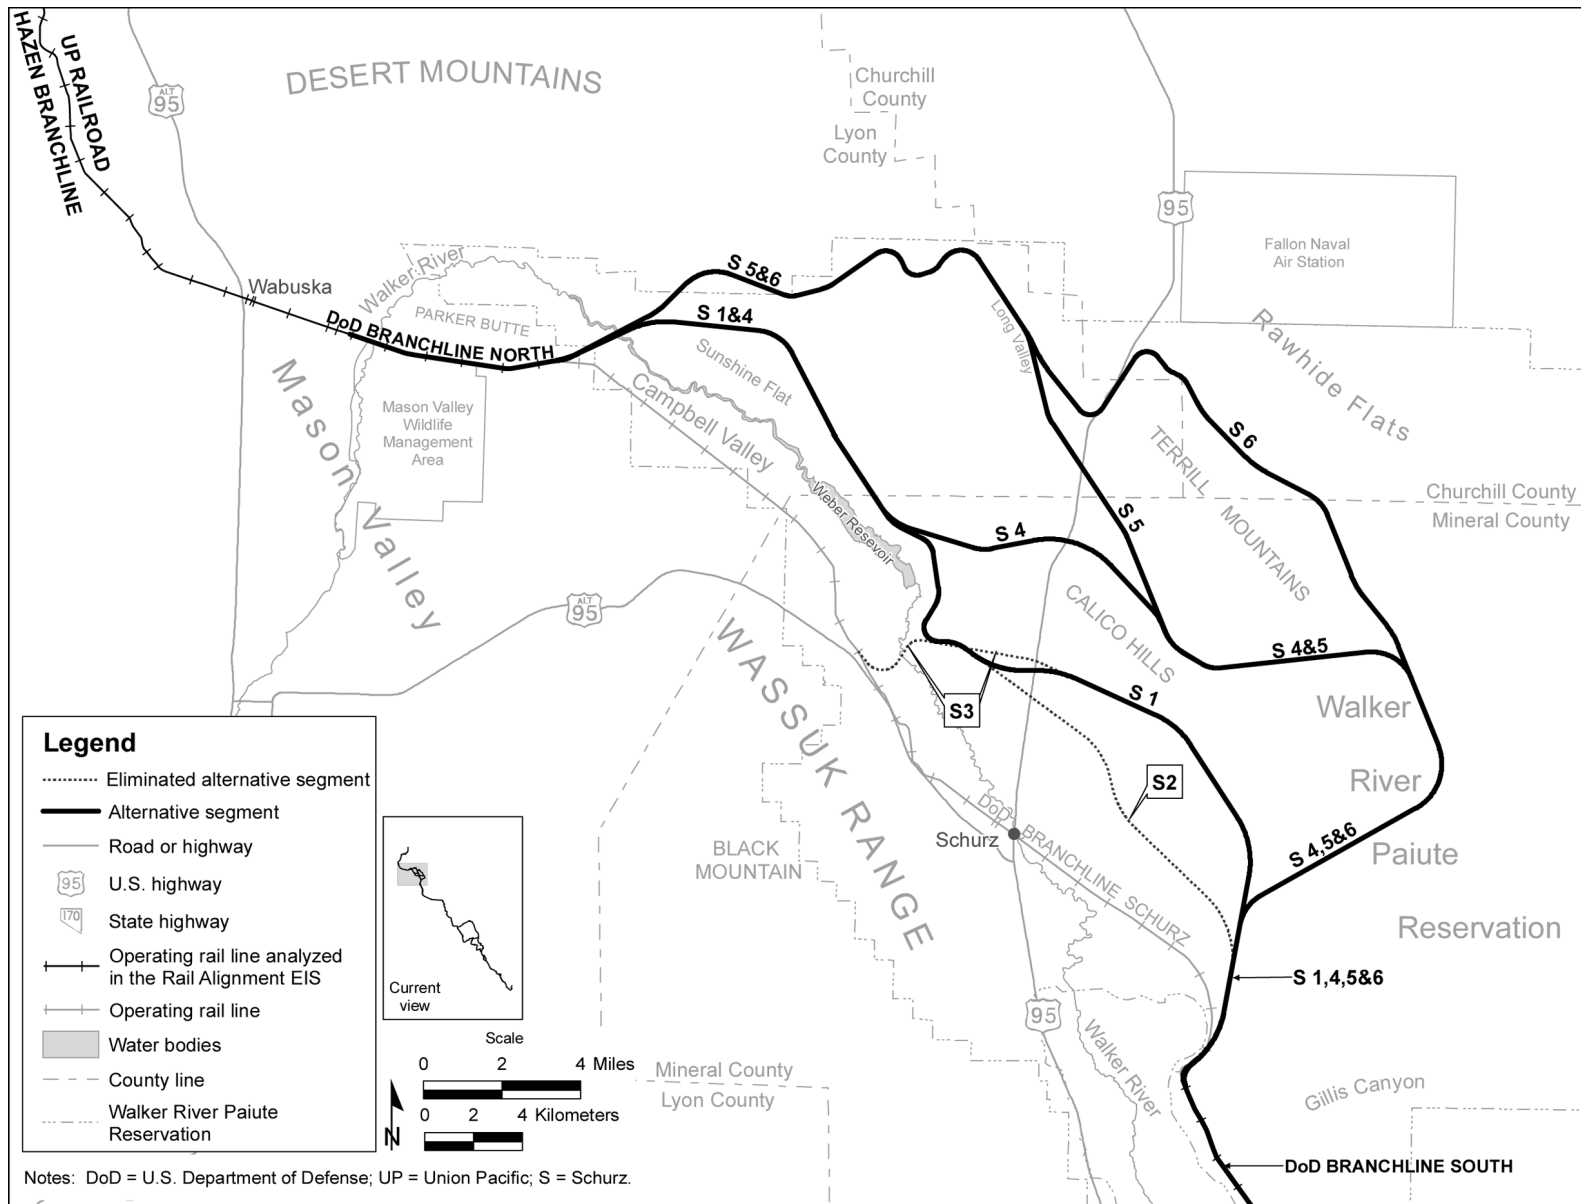 UP RAILROAD
HAZEN BRANCHLINE
ALT
95
DESERT MOUNTAINS
Churchill
County
Lyon
County
95
Fallon Naval
Air Station
Wabuska
Walker River
PARKER BUTTE
DoD BRANCHLINE NORTH
S 5&6
S 1&4
Sunshine Flat
Long Valley
Rawhide Flats
Mason Valley
Mason Valley
Wildlife
Management
Area
Campbell Valley
Weber Resevoir
S 6
TERRILL MOUNTAINS
Churchill County
Mineral County
S 4
S 5
ALT
95
CALICO HILLS
S 4&5
WASSUK RANGE
S3
S 1
S2
Walker
River
Paiute
Reservation
S 4,5&6
Schurz
DoD BRANCHLINE SCHURZ
BLACK
MOUNTAIN
S 1,4,5&6
95
Walker River
Gillis Canyon
Mineral County
Lyon County
DoD BRANCHLINE SOUTH
Legend
Eliminated alternative segment
Alternative segment
Road or highway
95 U.S. highway
170 State highway
Operating rail line analyzed
in the Rail Alignment EIS
Operating rail line
Water bodies
County line
Walker River Paiute
Reservation
Current
view
Scale
0 2 4 Miles
0 2 4 Kilometers
N
Notes: DoD = U.S. Department of Defense; UP = Union Pacific; S = Schurz.